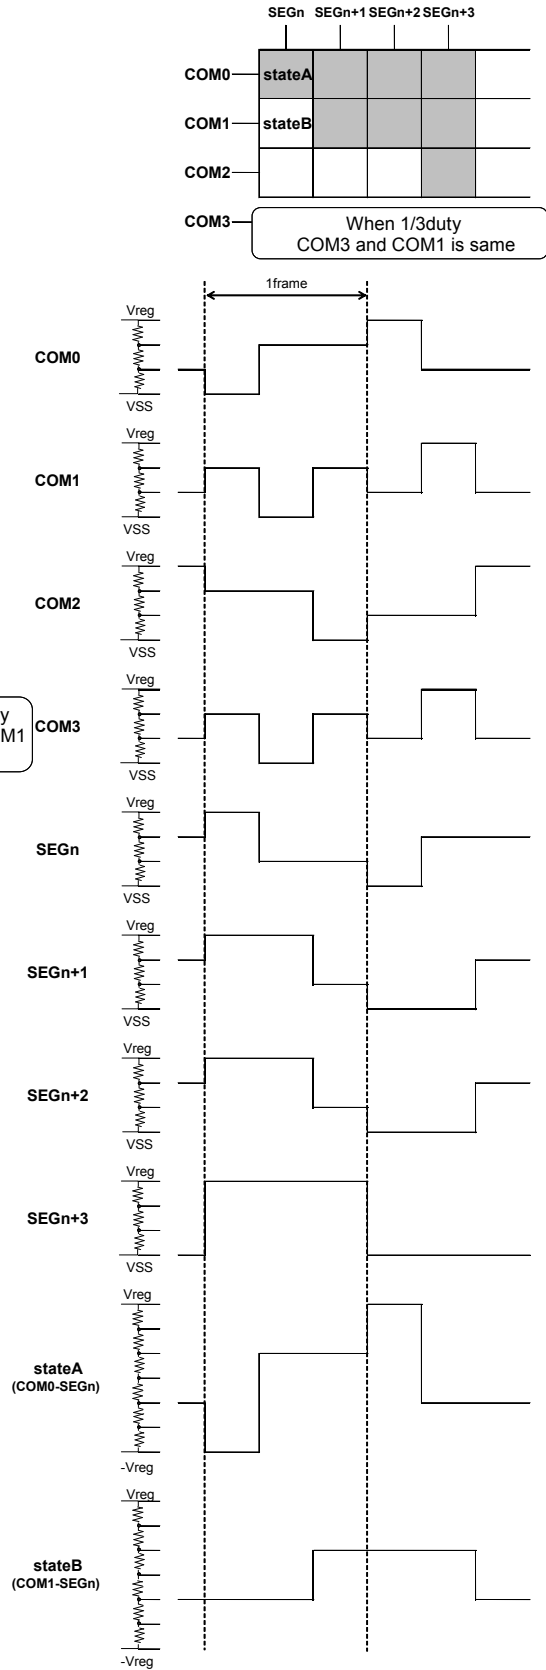 SEGn SEGn+1 SEGn+2 SEGn+3
COM0 stateA
COM1 stateB
COM2
COM3 When 1/3duty
COM3 and COM1 is same
1frame
Vreg
COM0
VSS
Vreg
COM1
VSS
Vreg
COM2
VSS
Vreg
y
COM3
M1
VSS
Vreg
SEGn
VSS
Vreg
SEGn+1
VSS
Vreg
SEGn+2
VSS
Vreg
SEGn+3
VSS
Vreg
stateA
(COM0-SEGn)
-Vreg
Vreg
stateB
(COM1-SEGn)
-Vreg